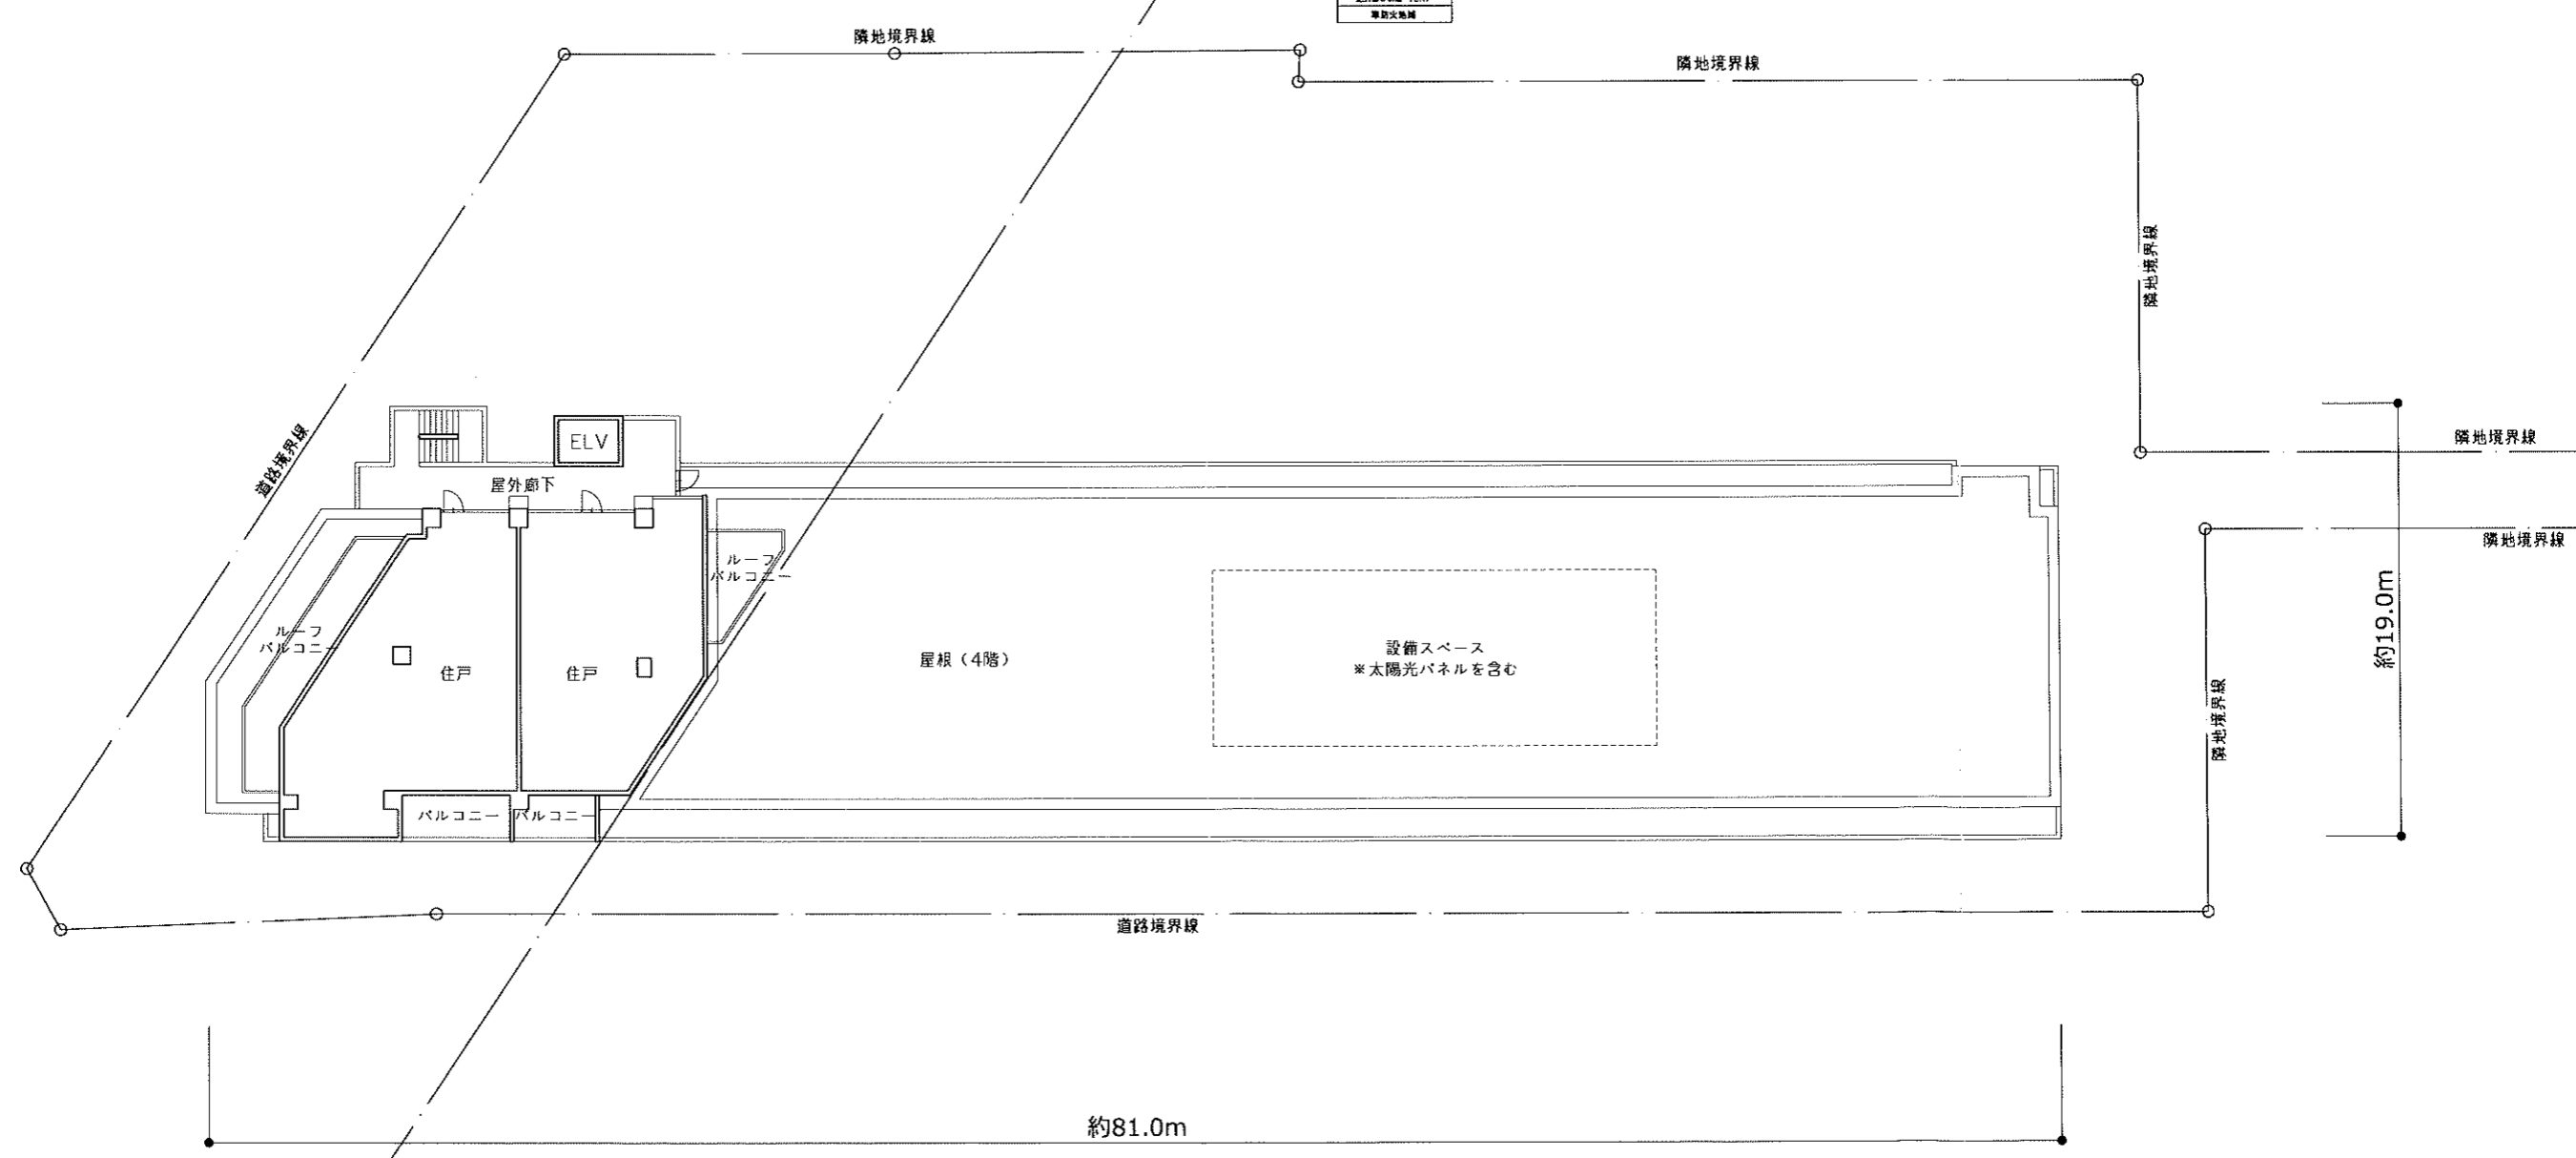 準防火地域
隣地境界線
隣地境界線
隣地境界線
道路境界線
ELV
隣地境界線
屋外廊下
隣地境界線
ルーフ
バルコニー
ルーフ
バルコニー
住戸
住戸
屋根（4階）
設備スペース
※太陽光パネルを含む
約19.0m
隣地境界線
バルコニー
バルコニー
道路境界線
約81.0m